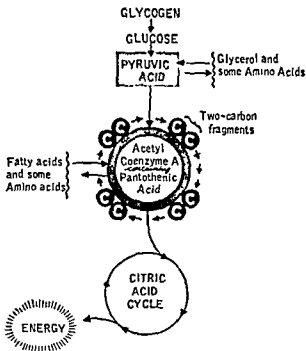 GLYCOGEN
GLUCOSE
PYRUVIC
ACID
Glycerol and
some Amino Acids
Two-carbon
fragments
C C
C C
Acetyl
Coenzyme A
containing
Pantothenic
Acid
Fatty acids
and some
Amino acids
C C
C C
CITRIC
ACID
CYCLE
ENERGY